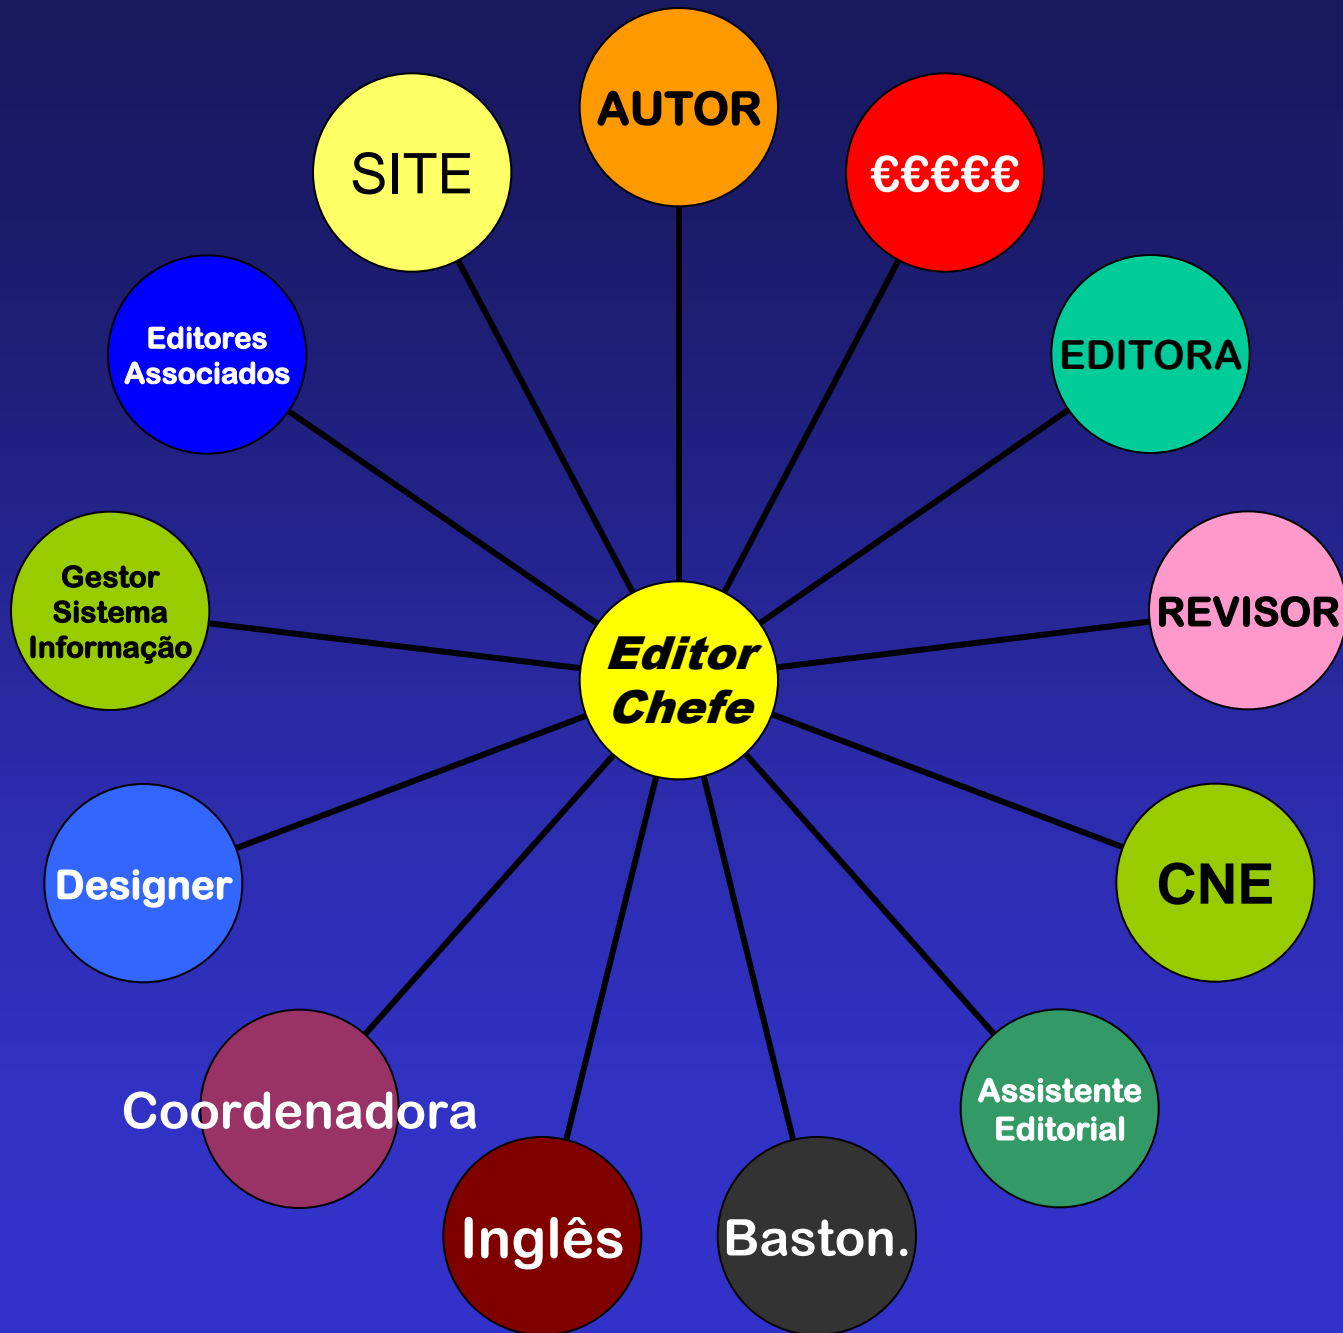 AUTOR
SITE
€€€€€
Editores
Associados
EDITORA
Gestor
Sistema
Informação
REVISOR
Editor
Chefe
Designer
CNE
Coordenadora
Assistente
Editorial
Inglês
Baston.